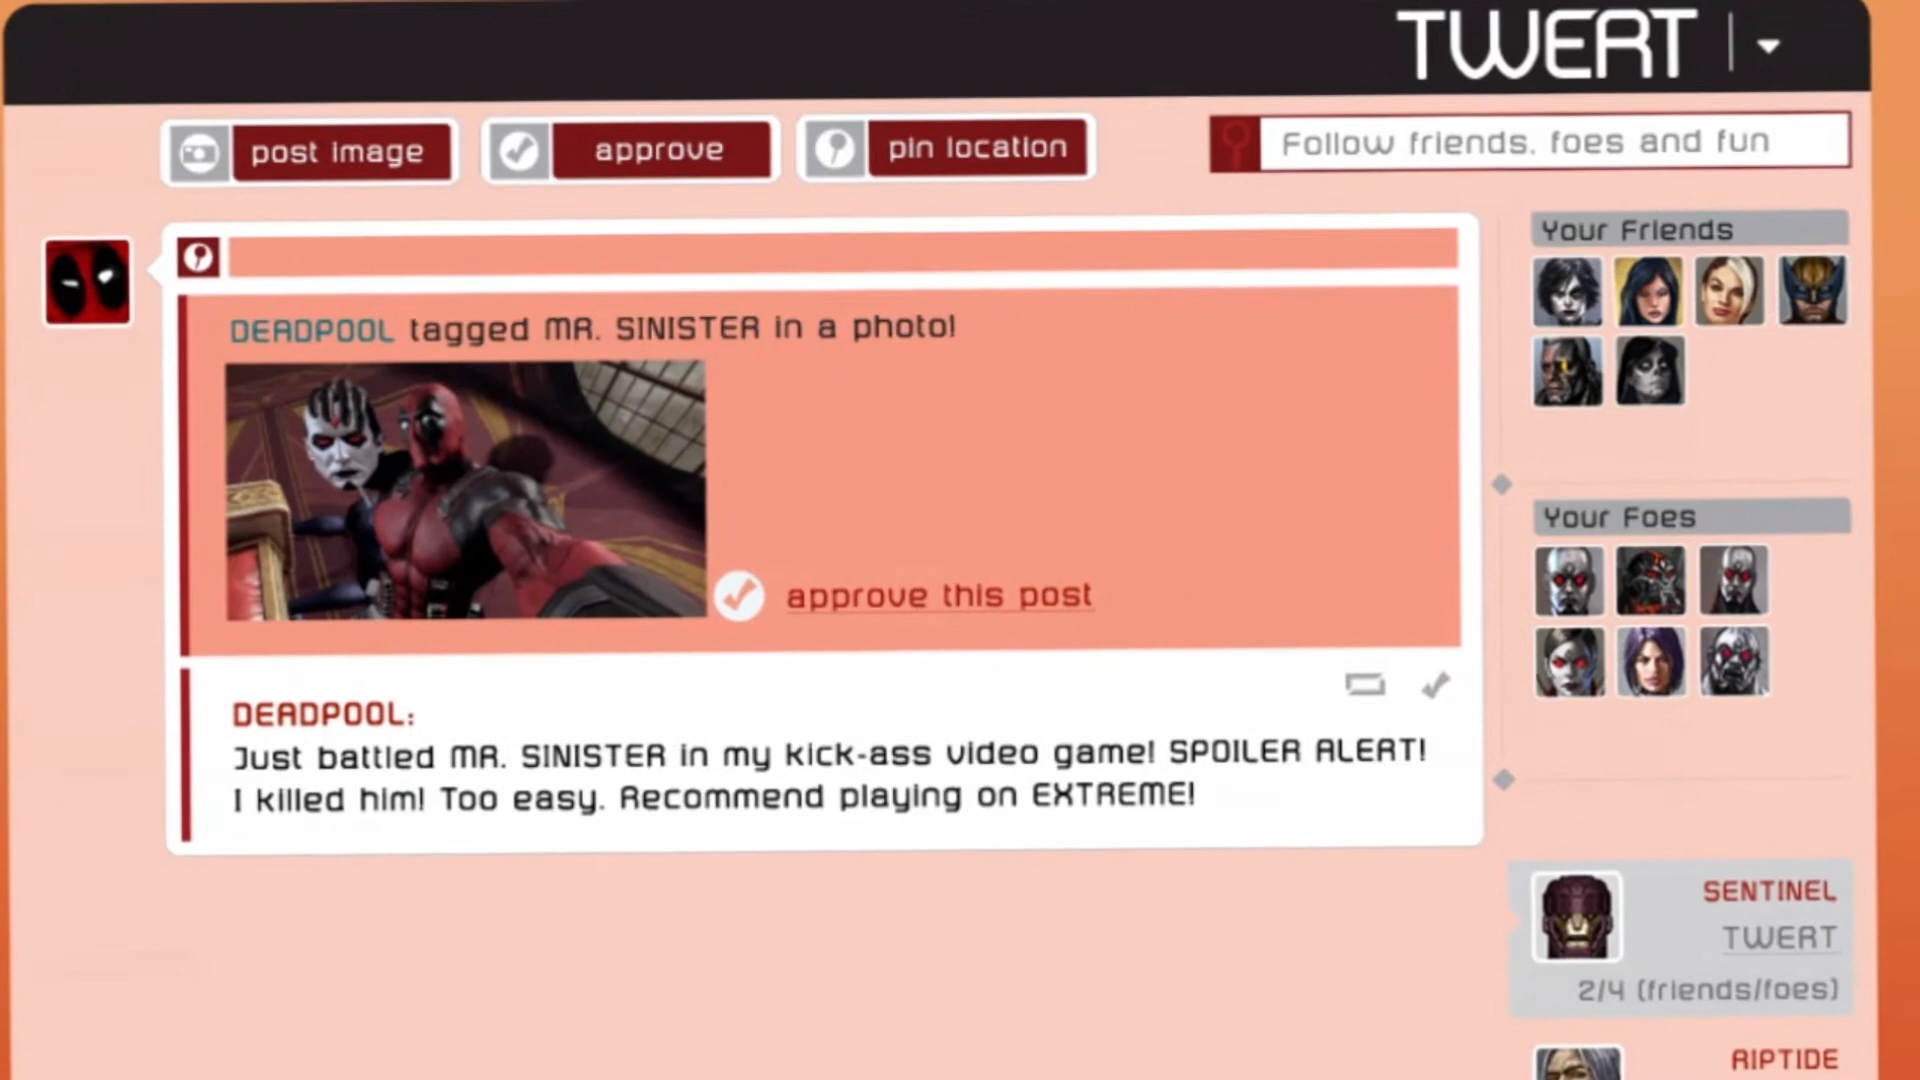 TWERT
post image
approve
pin location
Follow friends. foes and fun
DEADPOOL tagged MR. SINISTER in a photo!
approve this post
DEADPOOL:
Just battled MR. SINISTER in my kick-ass video game! SPOILER ALERT!
I killed him! Too easy. Recommend playing on EXTREME!
Your Friends
Your Foes
SENTINEL
TWERT
2/4 (friends/foes)
RIPTIDE